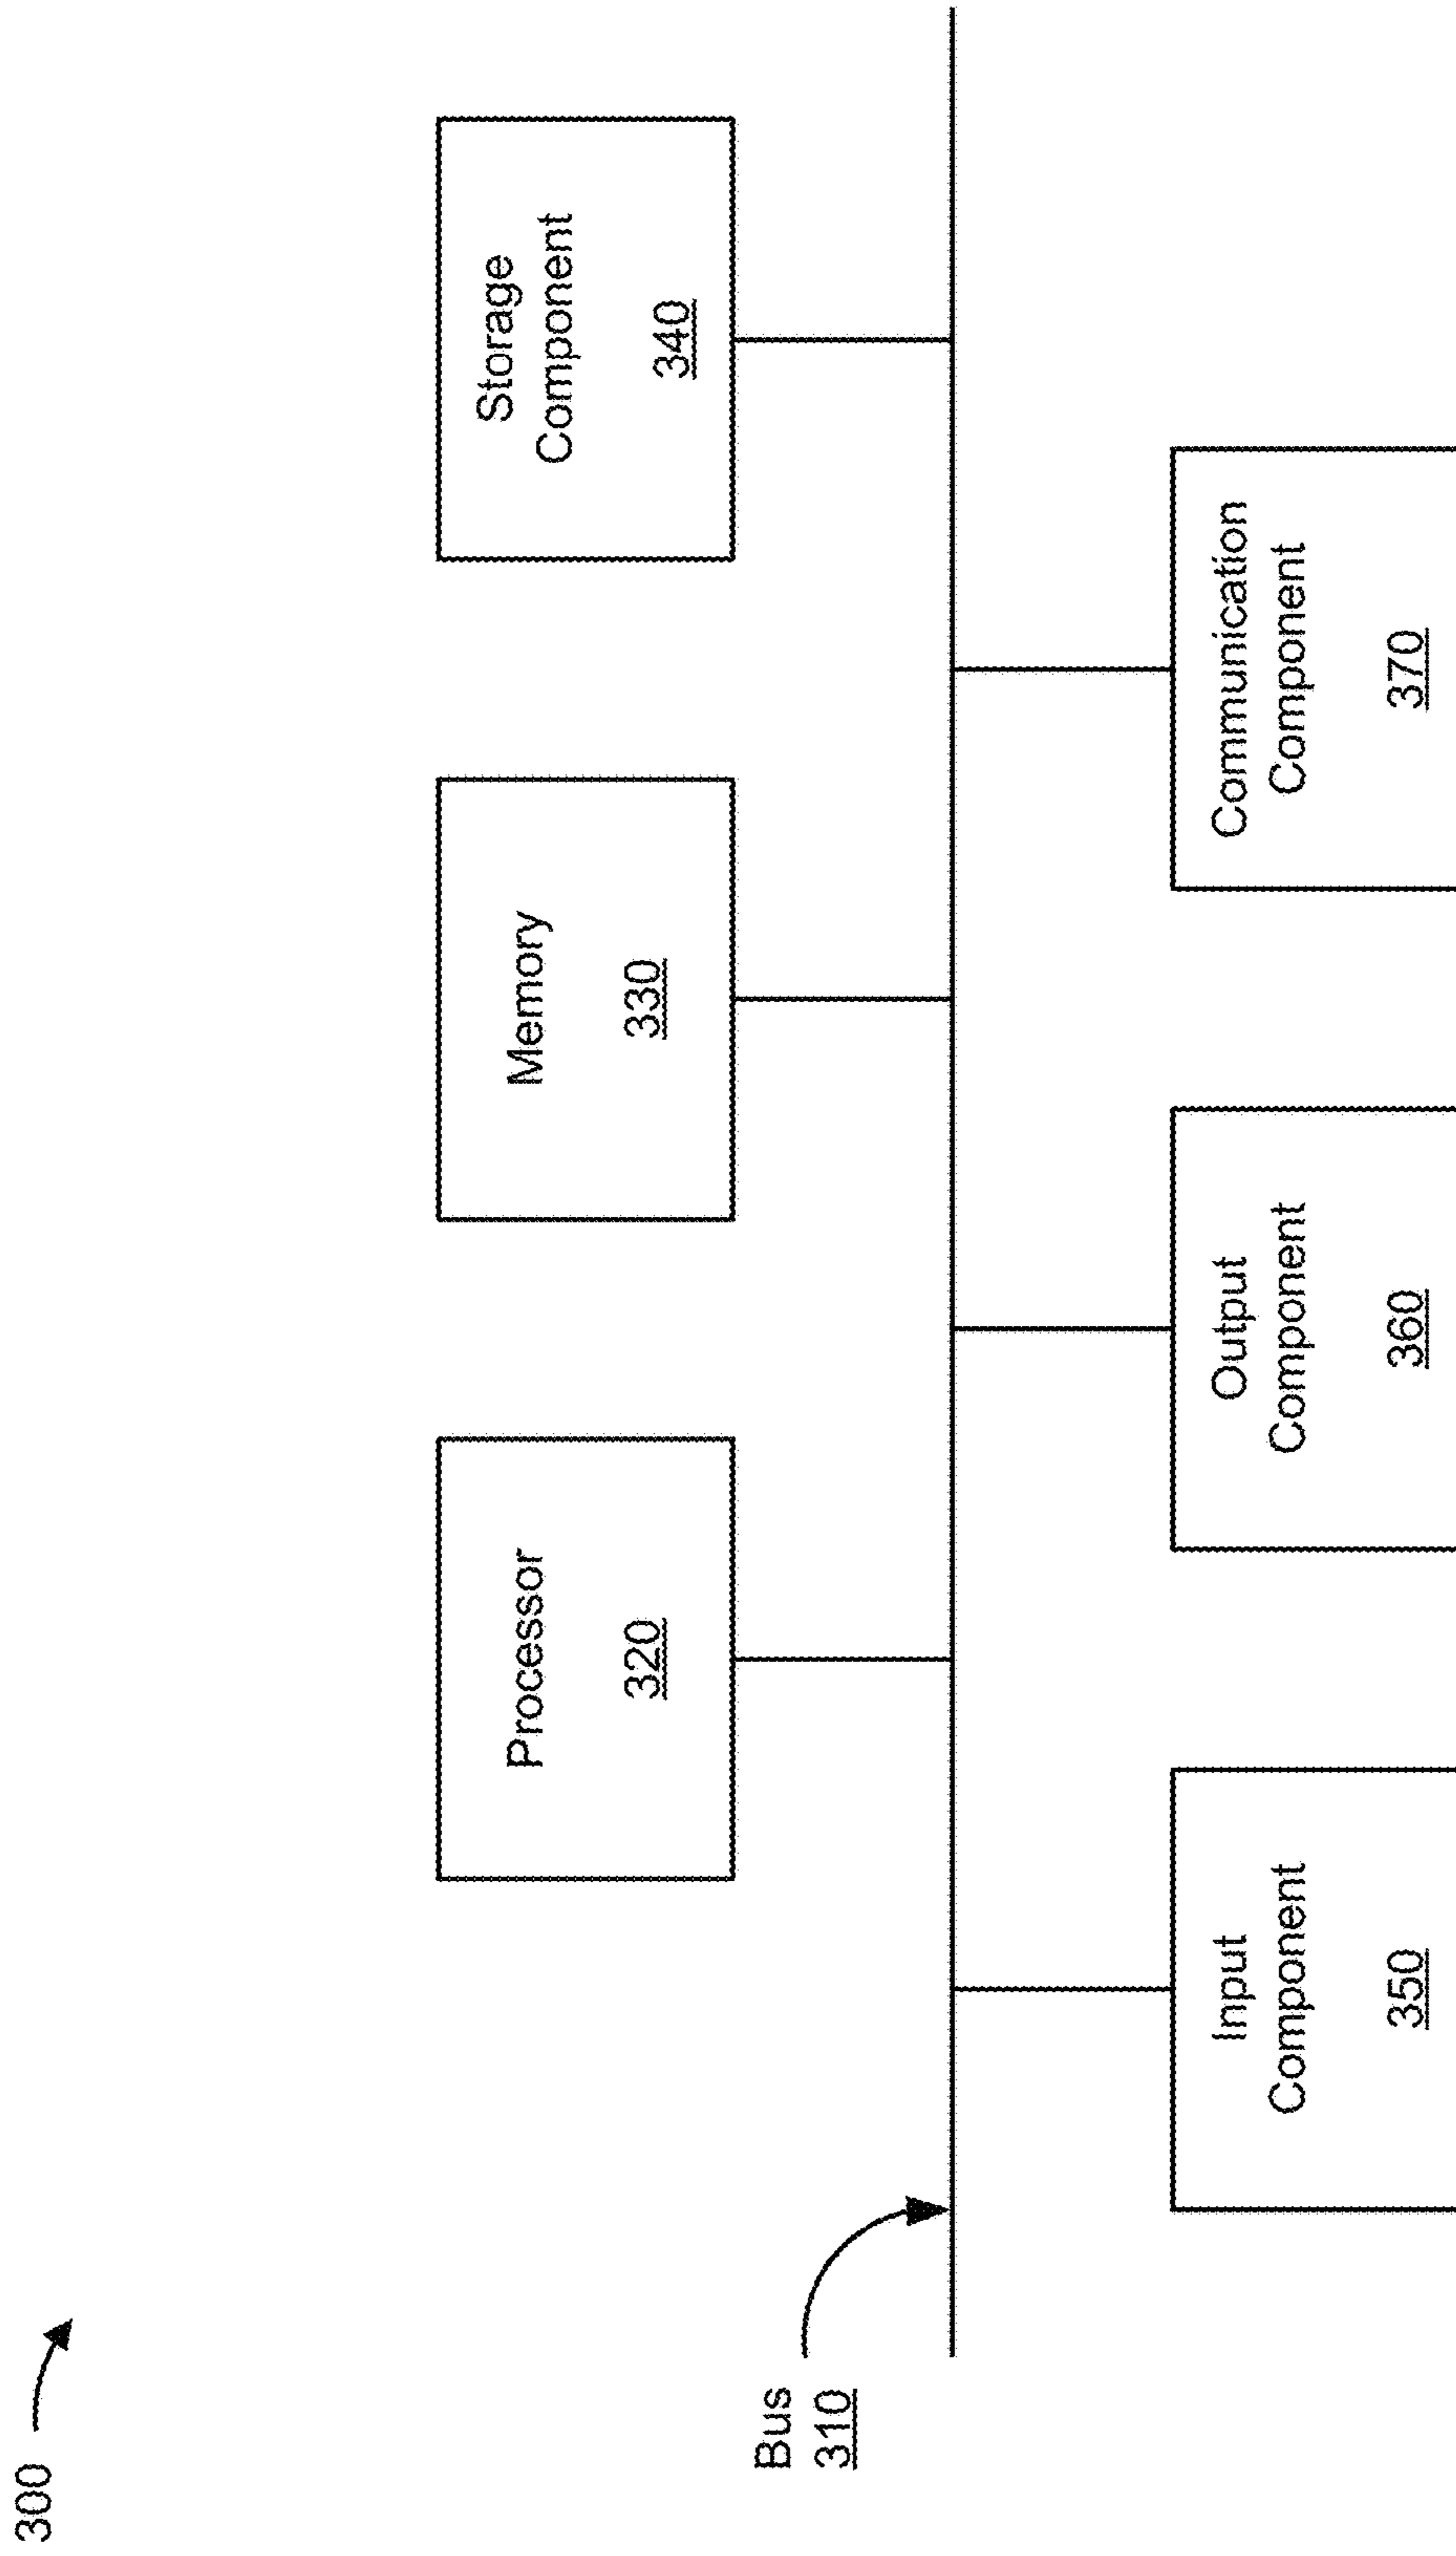 300
Processor
320
Memory
330
Storage
Component
340
Bus
310
Input
Component
350
Output
Component
360
Communication
Component
370